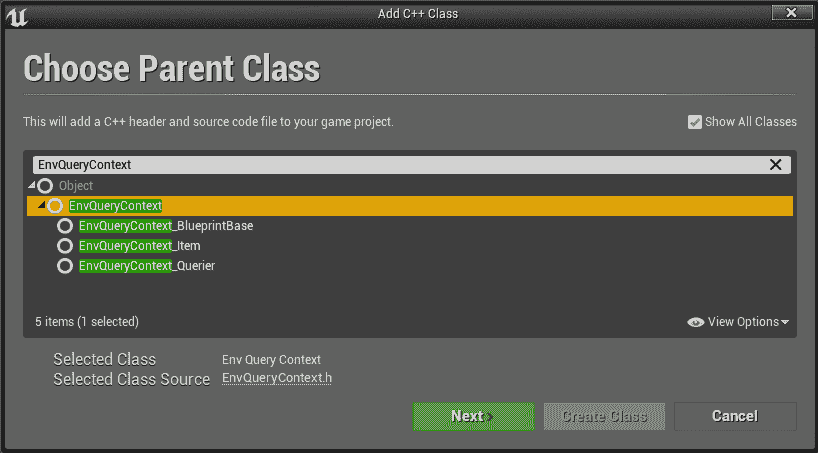 Add C++ Class
Choose Parent Class
This will add a C++ header and source code file to your game project.
Show All Classes
EnvQueryContext
Object
EnvQueryContext
EnvQueryContext_BlueprintBase
EnvQueryContext_Item
EnvQueryContext_Querier
5 items (1 selected)
View Options
Selected Class Env Query Context
Selected Class Source EnvQueryContext.h
Next Create Class Cancel